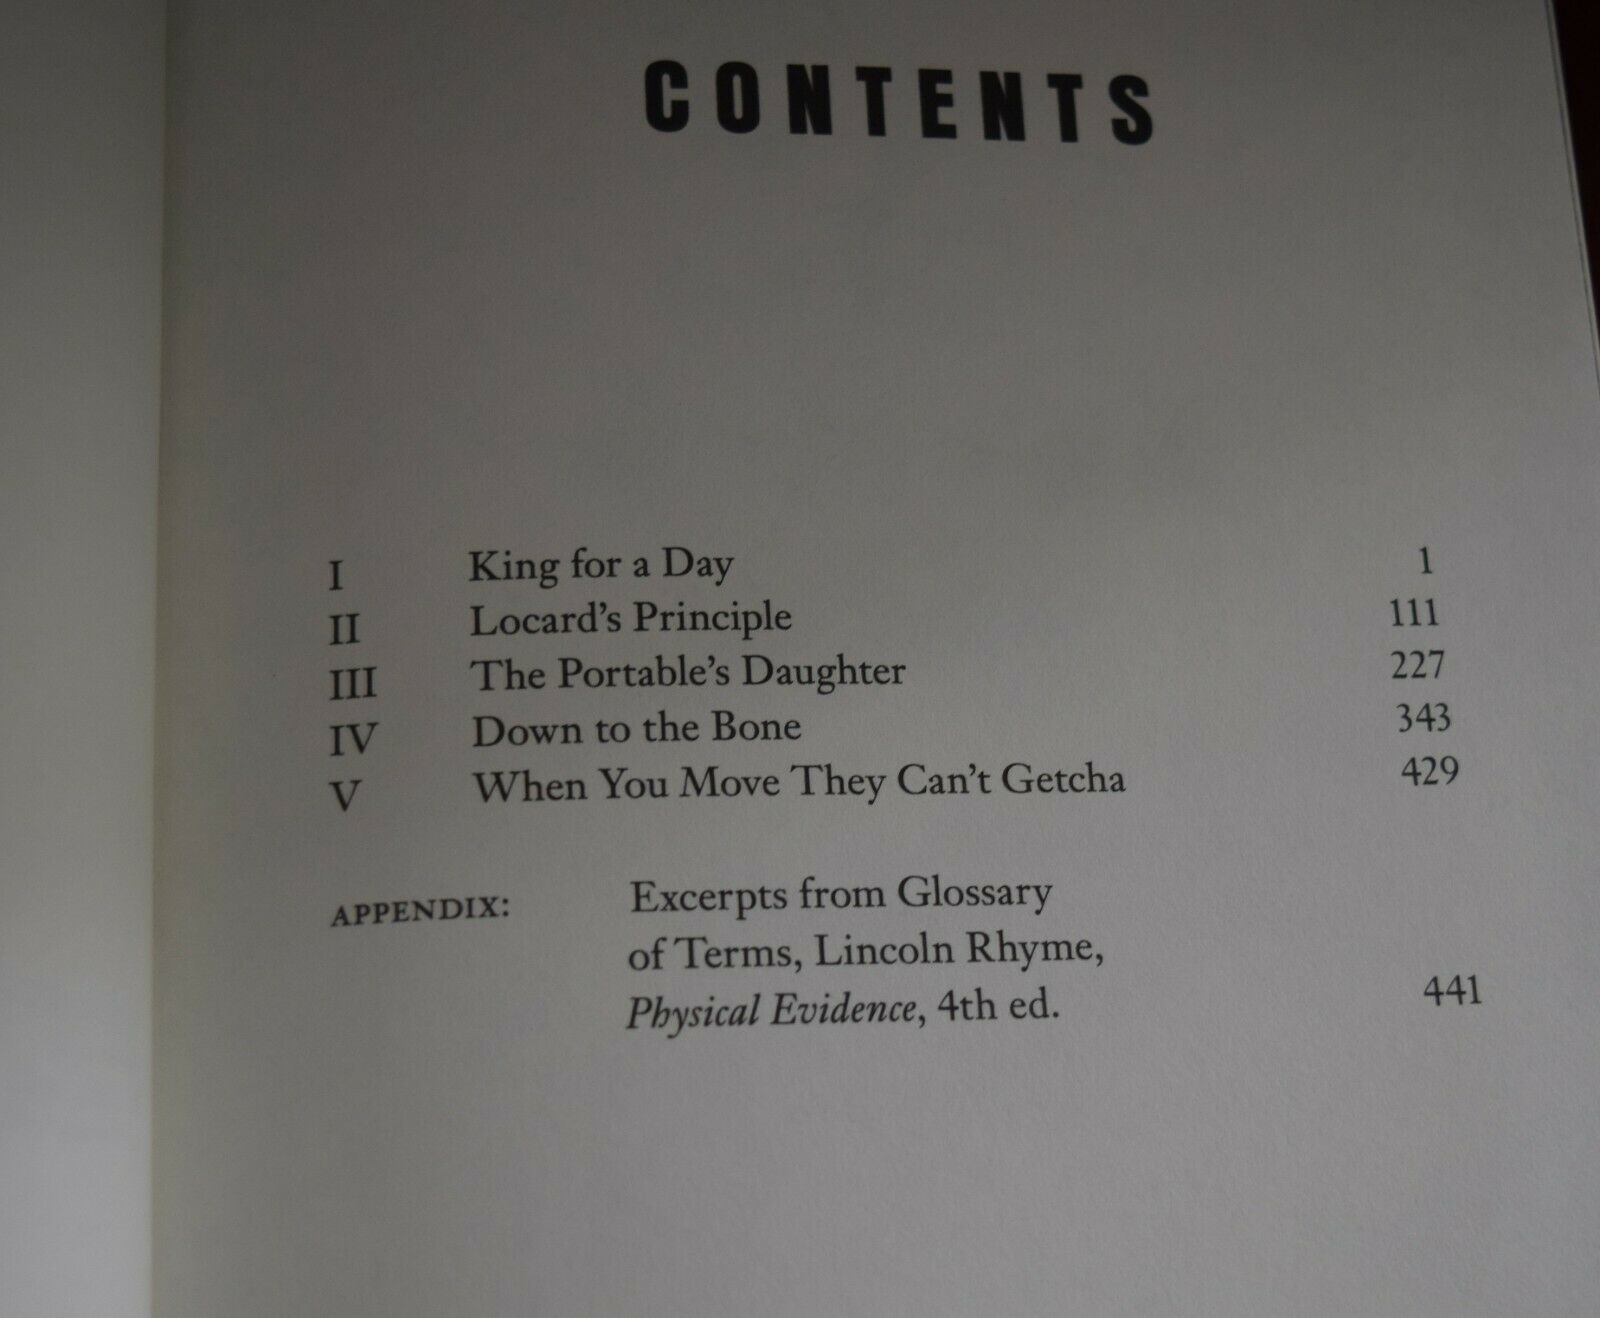 CONTENTS
I King for a Day 1
II Locard's Principle 111
III The Portable's Daughter 227
IV Down to the Bone 343
V When You Move They Can't Getcha 429
APPENDIX: Excerpts from Glossary
of Terms, Lincoln Rhyme,
Physical Evidence, 4th ed. 441